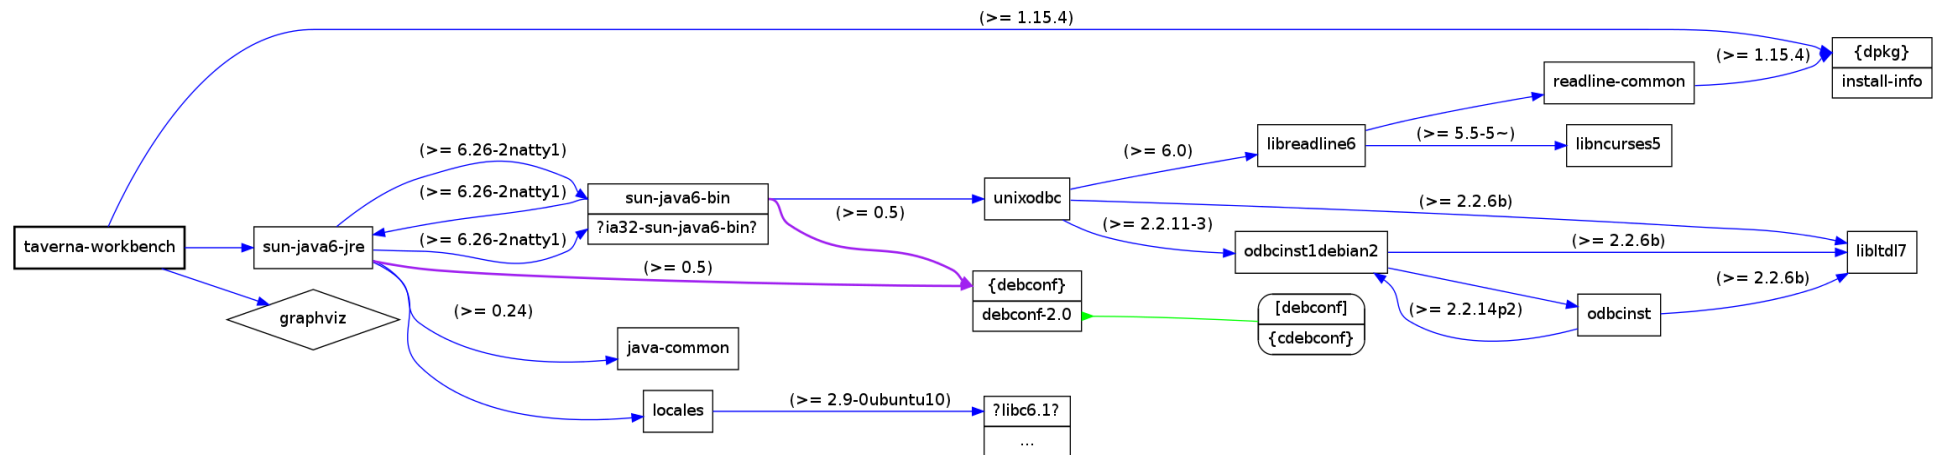 (>= 1.15.4)
{dpkg}
install-info
(>= 1.15.4)
readline-common
(>= 5.5-5~)
libncurses5
libreadline6
(>= 6.0)
(>= 6.26-2natty1)
(>= 6.26-2natty1)
(>= 6.26-2natty1)
sun-java6-bin
?ia32-sun-java6-bin?
(>= 0.5)
unixodbc
(>= 2.2.6b)
(>= 2.2.11-3)
odbcinst1debian2
(>= 2.2.6b)
libltdl7
(>= 2.2.6b)
taverna-workbench
sun-java6-jre
(>= 0.5)
{debconf}
debconf-2.0
[debconf]
{cdebconf}
(>= 2.2.14p2)
odbcinst
graphviz
(>= 0.24)
java-common
locales
(>= 2.9-0ubuntu10)
?libc6.1?
...